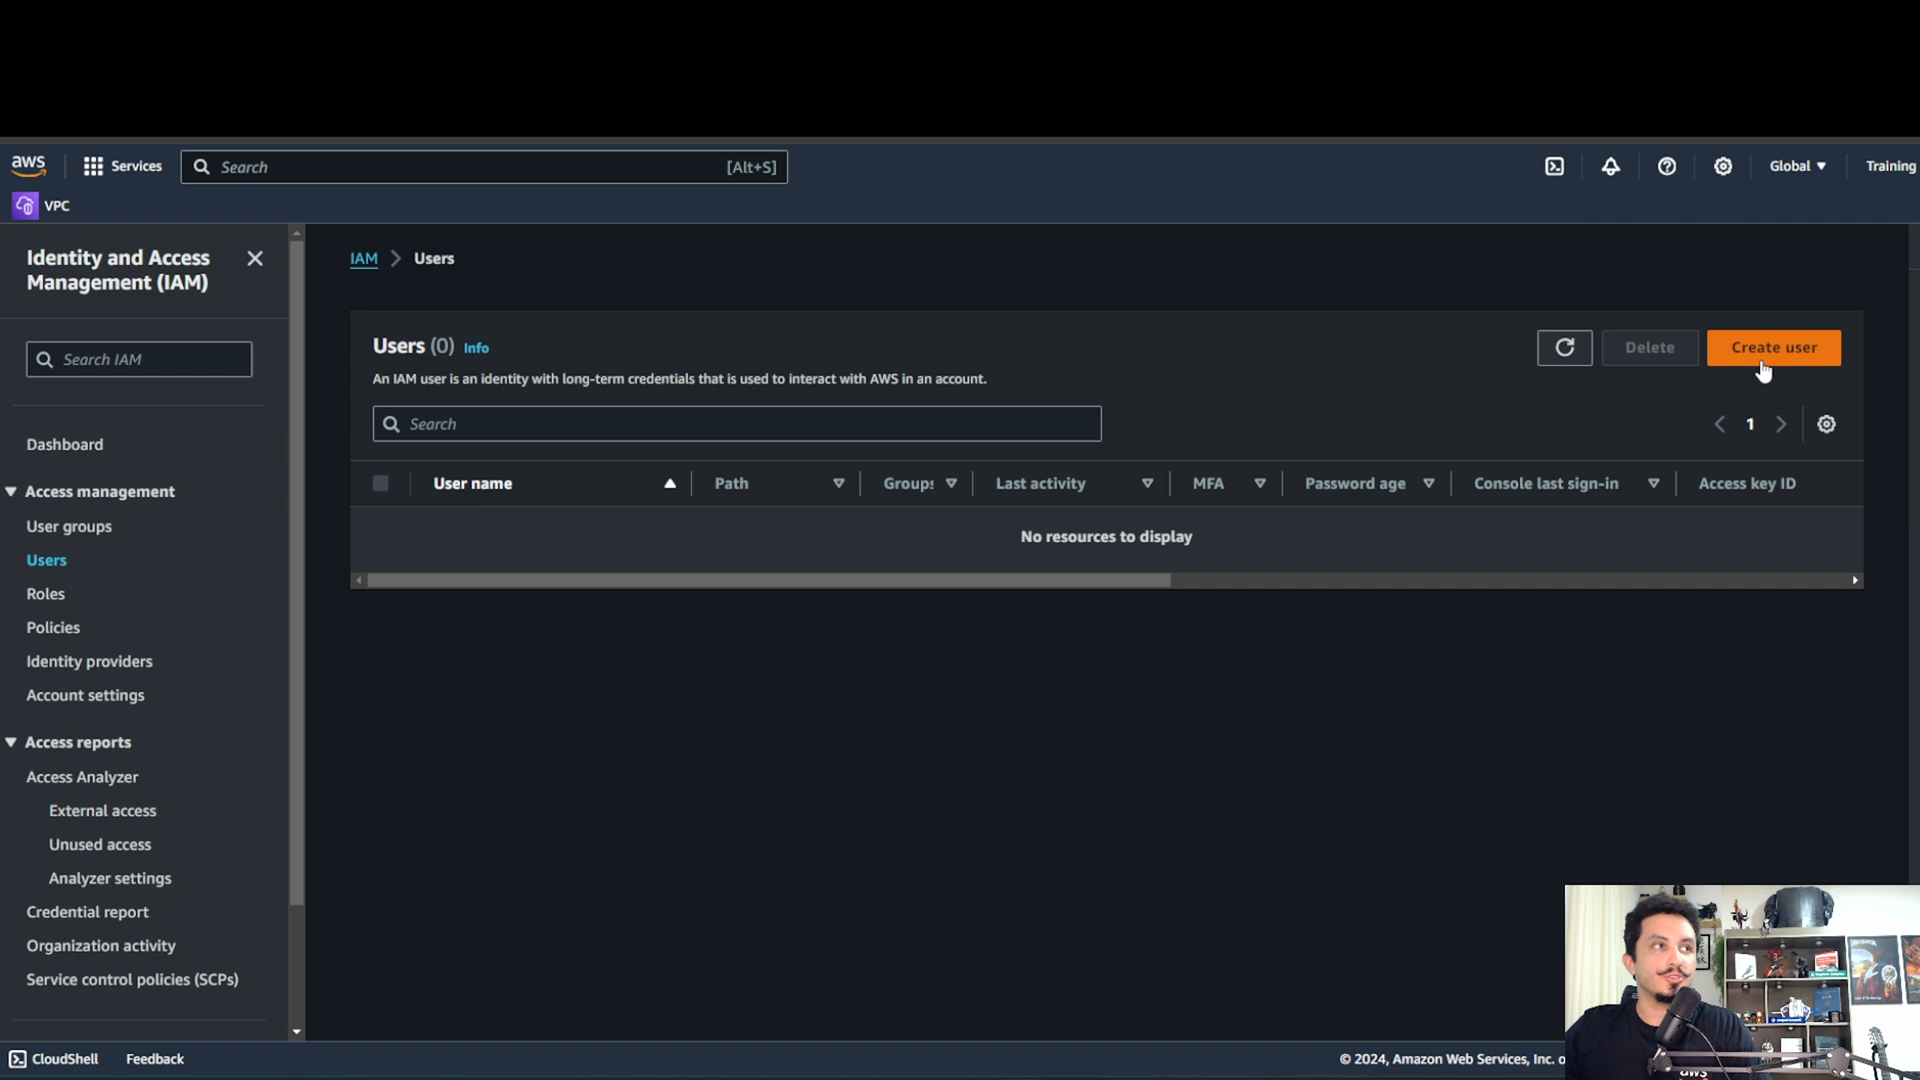 aws
Services
Search
[Alt+S]
Global
Training
VPC
Identity and Access
Management (IAM)
Search IAM
Dashboard
Access management
User groups
Users
Roles
Policies
Identity providers
Account settings
Access reports
Access Analyzer
External access
Unused access
Analyzer settings
Credential report
Organization activity
Service control policies (SCPs)
IAM > Users
Users (0) Info
An IAM user is an identity with long-term credentials that is used to interact with AWS in an account.
Delete
Create user
Search
1
User name
Path
Groups
Last activity
MFA
Password age
Console last sign-in
Access key ID
No resources to display
CloudShell
Feedback
© 2024, Amazon Web Services, Inc. o
aws